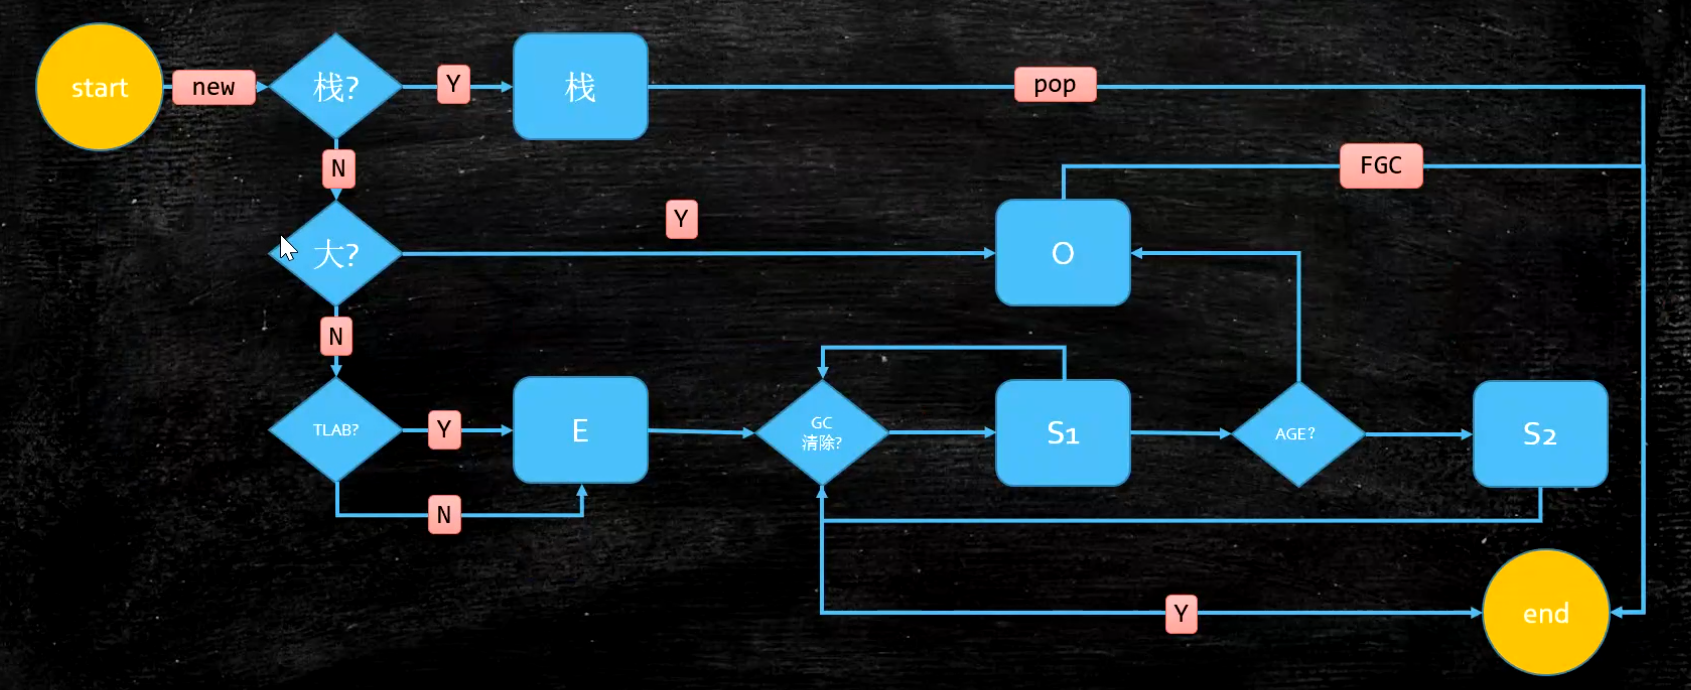 start
new
栈?
Y
栈
pop
N
FGC
大?
Y
O
N
TLAB?
Y
E
GC
清除?
S1
AGE?
S2
N
Y
end